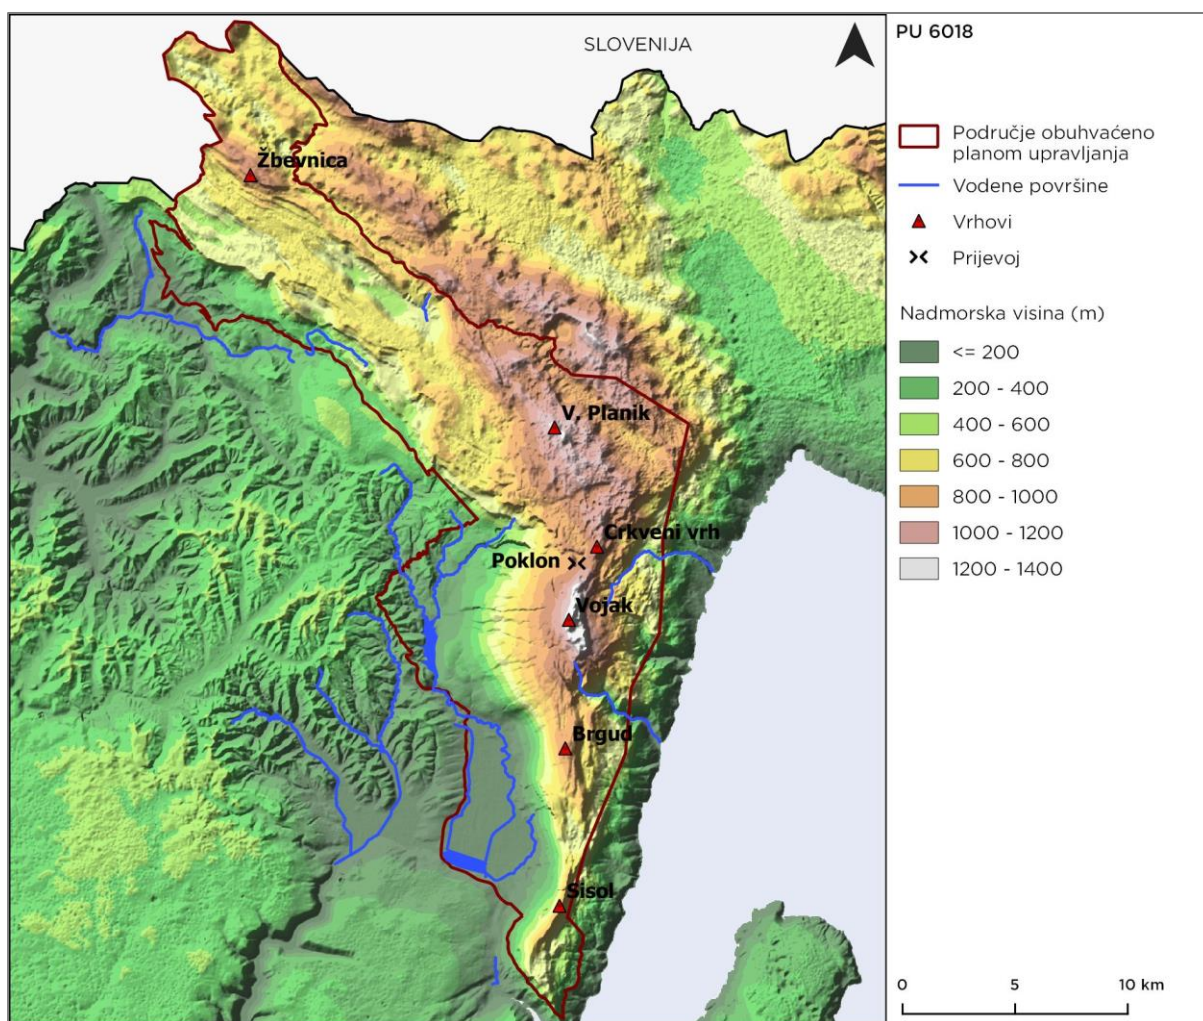 SLOVENIJA
Žbevnica
V. Planik
Crkveni vrh
Poklon
Vojak
Brgud
Sisol
PU 6018
Područje obuhvaćeno
planom upravljanja
Vodene površine
Vrhovi
Prijevoj
Nadmorska visina (m)
<= 200
200 - 400
400 - 600
600 - 800
800 - 1000
1000 - 1200
1200 - 1400
0 5 10 km